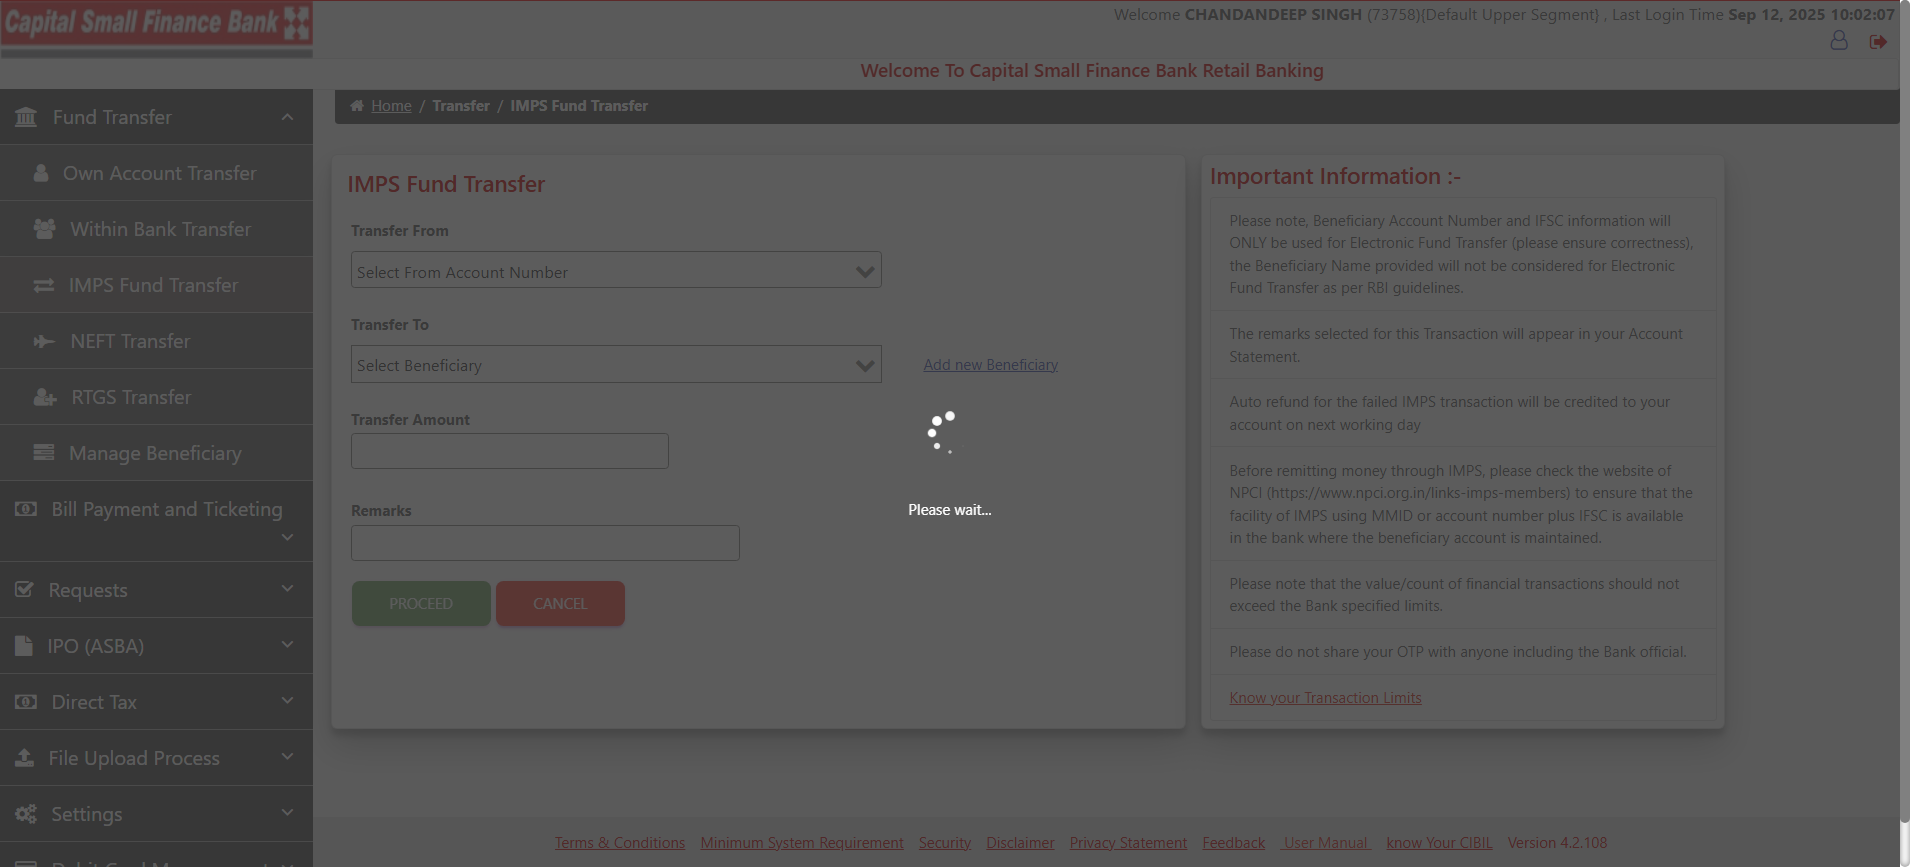 Capital Small Finance Bank
Welcome CHANDANDEEP SINGH (73758)(Default Upper Segment) , Last Login Time Sep 12, 2025 10:02:07
Welcome To Capital Small Finance Bank Retail Banking
Home / Transfer / IMPS Fund Transfer
Fund Transfer
Own Account Transfer
Within Bank Transfer
IMPS Fund Transfer
NEFT Transfer
RTGS Transfer
Manage Beneficiary
Bill Payment and Ticketing
Requests
IPO (ASBA)
Direct Tax
File Upload Process
Settings
IMPS Fund Transfer
Transfer From
Select From Account Number
Transfer To
Select Beneficiary
Add new Beneficiary
Transfer Amount
Remarks
PROCEED CANCEL
Please wait...
Important Information :-
Please note, Beneficiary Account Number and IFSC information will
ONLY be used for Electronic Fund Transfer (please ensure correctness),
the Beneficiary Name provided will not be considered for Electronic
Fund Transfer as per RBI guidelines.
The remarks selected for this Transaction will appear in your Account
Statement.
Auto refund for the failed IMPS transaction will be credited to your
account on next working day
Before remitting money through IMPS, please check the website of
NPCI (https://www.npci.org.in/links-imps-members) to ensure that the
facility of IMPS using MMID or account number plus IFSC is available
in the bank where the beneficiary account is maintained.
Please note that the value/count of financial transactions should not
exceed the Bank specified limits.
Please do not share your OTP with anyone including the Bank official.
Know your Transaction Limits
Terms & Conditions Minimum System Requirement Security Disclaimer Privacy Statement Feedback User Manual know Your CIBIL Version 4.2.108